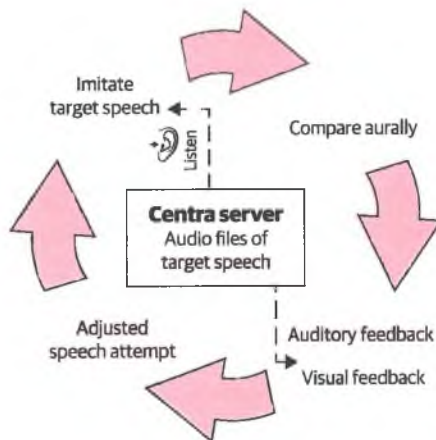 Imitate
target speech
Listen
Compare aurally
Centra server
Audio files of
target speech
Adjusted
speech attempt
Auditory feedback
Visual feedback